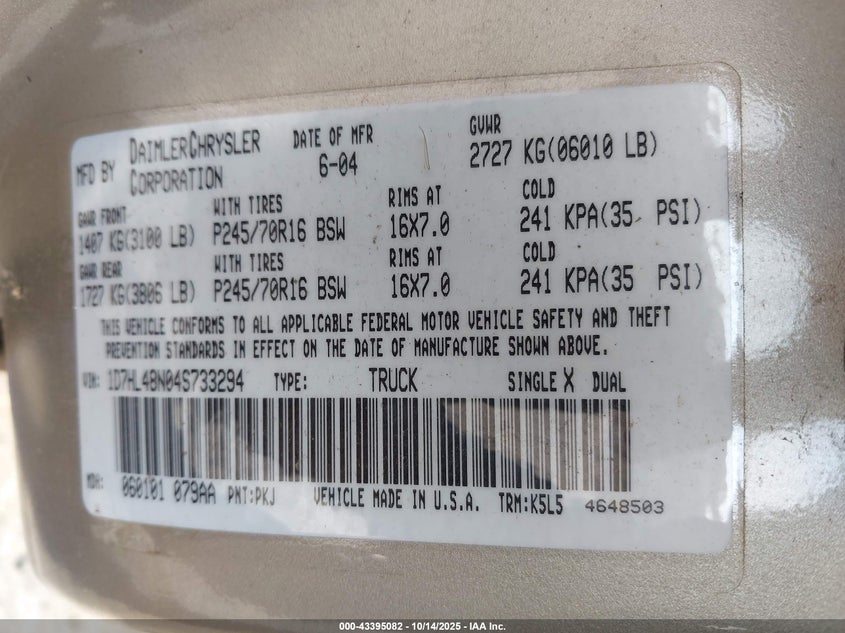 MFD BY DAIMLERCHRYSLER CORPORATION DATE OF MFR 6-04 GVWR 2727 KG(06010 LB)
GAWR FRONT WITH TIRES RIMS AT COLD
1407 KG(3100 LB) P245/70R16 BSW 16X7.0 241 KPA(35 PSI)
GAWR REAR WITH TIRES RIMS AT COLD
1727 KG(3806 LB) P245/70R16 BSW 16X7.0 241 KPA(35 PSI)
THIS VEHICLE CONFORMS TO ALL APPLICABLE FEDERAL MOTOR VEHICLE SAFETY AND THEFT
PREVENTION STANDARDS IN EFFECT ON THE DATE OF MANUFACTURE SHOWN ABOVE.
VIN: 1D7HL48N04S733294 TYPE: TRUCK SINGLE X DUAL
MDH: 060101 079AA PNT:PKJ VEHICLE MADE IN U.S.A. TRM:K5L5 4648503
000-43395082 - 10/14/2025 - IAA Inc.